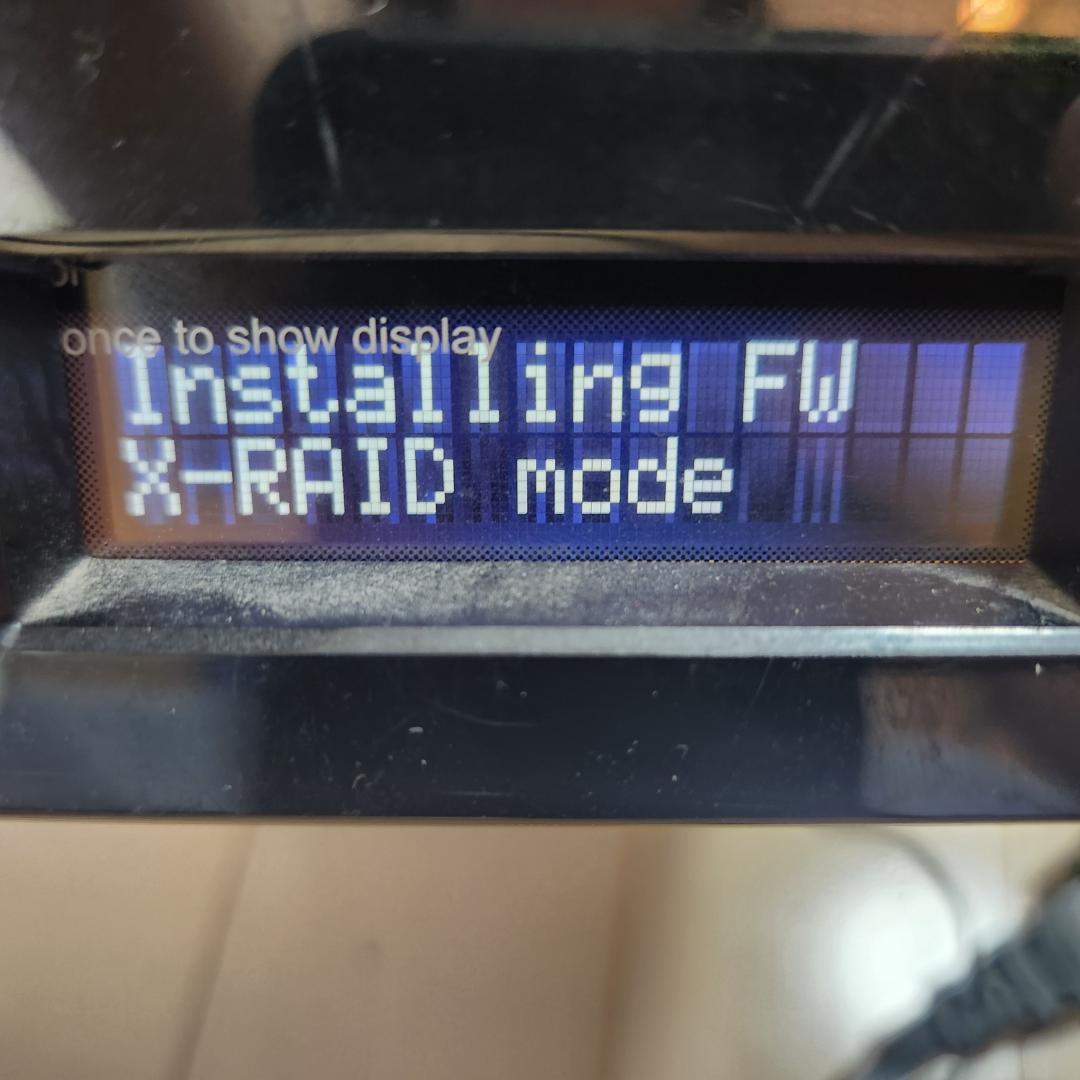 once to show display
Installing FW
X-RAID mode